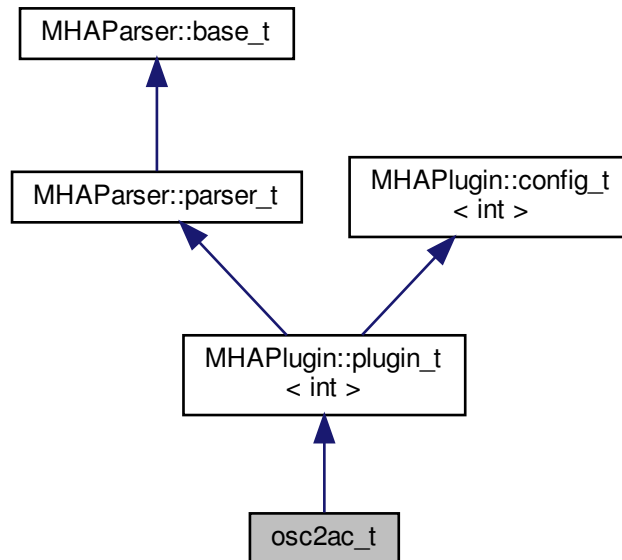 MHAParser::base_t
MHAParser::parser_t
MHAPlugin::config_t
< int >
MHAPlugin::plugin_t
< int >
osc2ac_t